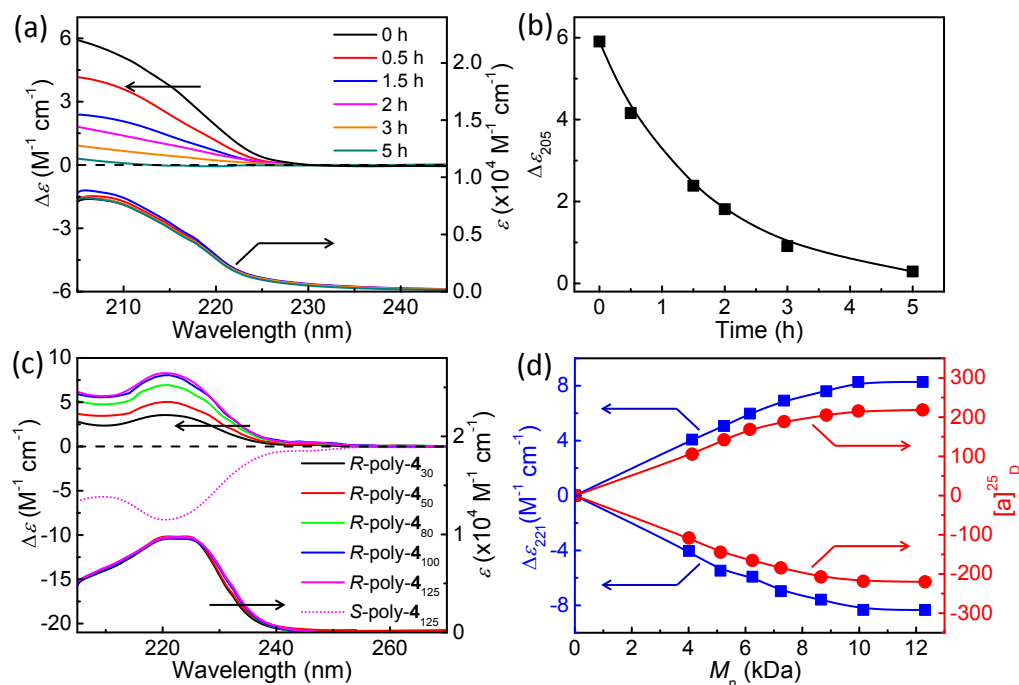 (a)
6
3
0
-3
-6
Δε (M⁻¹ cm⁻¹)
0 h
0.5 h
1.5 h
2 h
3 h
5 h
2.0
1.5
1.0
0.5
0.0
ε (x10⁴ M⁻¹ cm⁻¹)
210 220 230 240
Wavelength (nm)
(b)
6
4
2
0
Δε₂₀₅
0 1 2 3 4 5
Time (h)
(c)
10
5
0
-5
-10
-15
-20
Δε (M⁻¹ cm⁻¹)
R-poly-4₃₀
R-poly-4₅₀
R-poly-4₈₀
R-poly-4₁₀₀
R-poly-4₁₂₅
S-poly-4₁₂₅
2
1
0
ε (x10⁴ M⁻¹ cm⁻¹)
220 240 260
Wavelength (nm)
(d)
8
4
0
-4
-8
Δε₂₂₁(M⁻¹ cm⁻¹)
300
200
100
0
-100
-200
-300
[a]²⁵D
0 2 4 6 8 10 12
Mₙ (kDa)